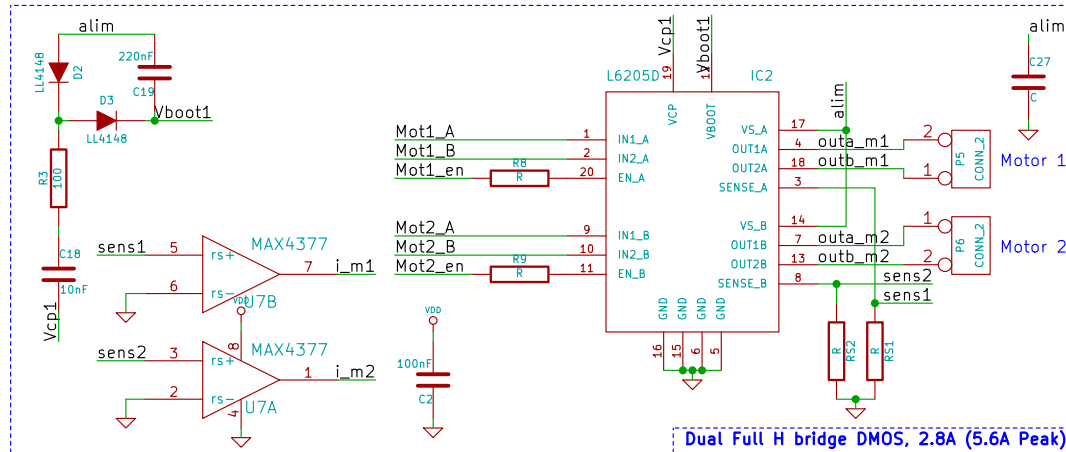 alim
LL4148
D2
220nF
C19
D3
LL4148
Vboot1
R3
100
C18
10nF
Vcp1
sens1
5
rs+
6
rs-
MAX4377
7
i_m1
U7B
VDD
sens2
3
rs+
2
rs-
8
4
MAX4377
1
i_m2
U7A
VDD
100nF
C2
Mot1_A
Mot1_B
Mot1_en
R8
R
Mot2_A
Mot2_B
Mot2_en
R9
R
Vcp1
19
Vboot1
L6205D
IC2
VCP
VBOOT
1
IN1_A
2
IN2_A
20
EN_A
9
IN1_B
10
IN2_B
11
EN_B
VS_A
17
OUT1A
4
outa_m1
OUT2A
18
outb_m1
SENSE_A
3
VS_B
14
OUT1B
7
outa_m2
OUT2B
13
outb_m2
SENSE_B
8
sens2
sens1
GND
GND
GND
GND
16
15
6
5
alim
alim
C27
C
2
1
P5
CONN_2
Motor 1
1
2
P6
CONN_2
Motor 2
R
RS2
R
RS1
Dual Full H bridge DMOS, 2.8A (5.6A Peak)